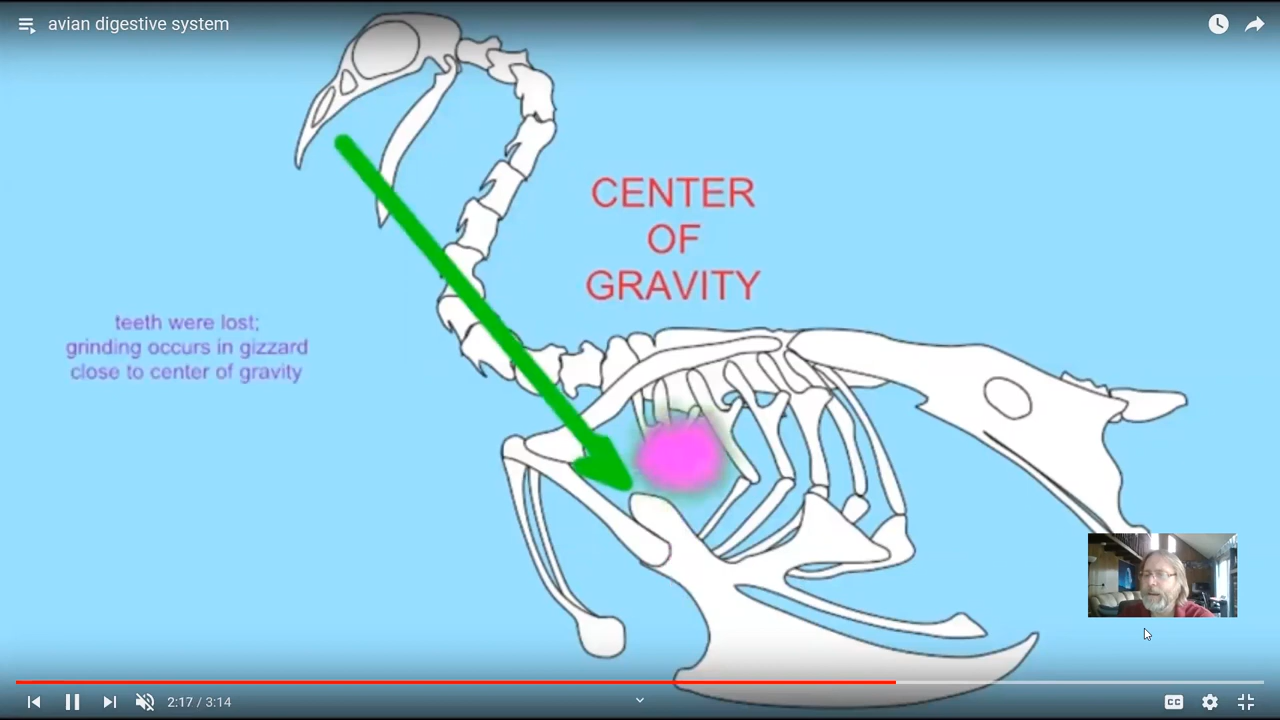 avian digestive system
CENTER
OF
GRAVITY
teeth were lost;
grinding occurs in gizzard
close to center of gravity
2:17 / 3:14
CC